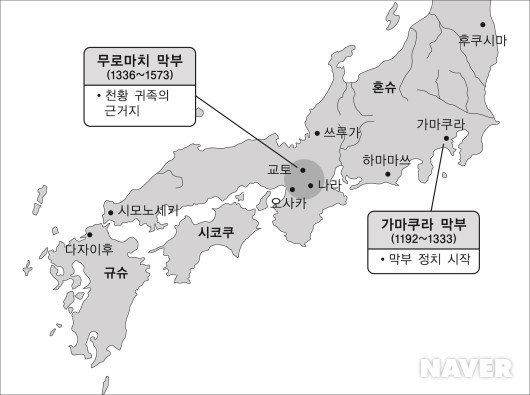 후쿠시마
무로마치 막부
(1336~1573)
• 천황 귀족의
근거지
혼슈
쓰루가
가마쿠라
교토
하마마쓰
나라
오사카
시모노세키
가마쿠라 막부
(1192~1333)
• 막부 정치 시작
시코쿠
다자이후
규슈
NAVER